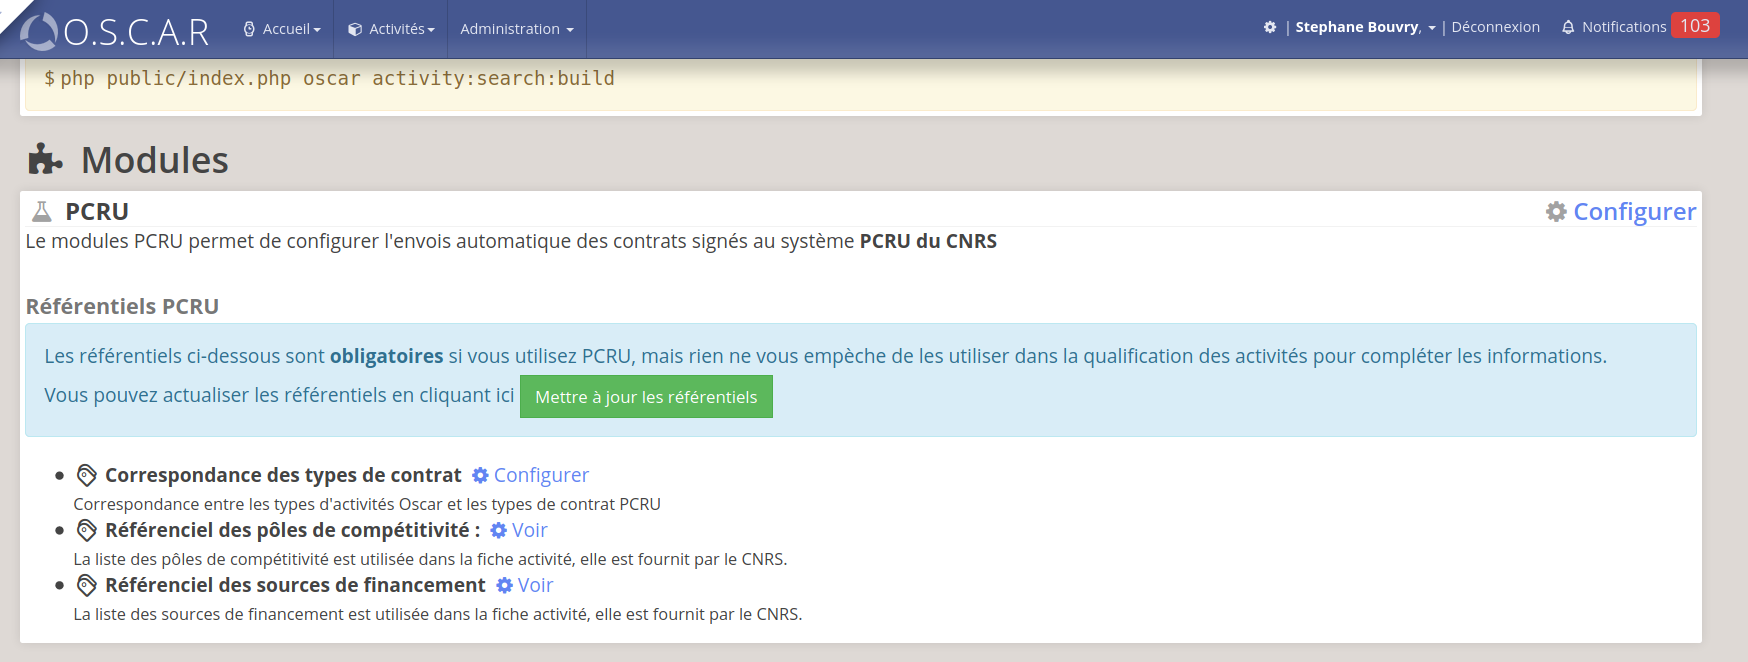 O.S.C.A.R Accueil Activités Administration | Stephane Bouvry, | Déconnexion Notifications 103
$ php public/index.php oscar activity:search:build
Modules
PCRU Configurer
Le modules PCRU permet de configurer l'envois automatique des contrats signés au système PCRU du CNRS
Référentiels PCRU
Les référentiels ci-dessous sont obligatoires si vous utilisez PCRU, mais rien ne vous empèche de les utiliser dans la qualification des activités pour compléter les informations.
Vous pouvez actualiser les référentiels en cliquant ici Mettre à jour les référentiels
Correspondance des types de contrat Configurer
Correspondance entre les types d'activités Oscar et les types de contrat PCRU
Référenciel des pôles de compétitivité : Voir
La liste des pôles de compétitivité est utilisée dans la fiche activité, elle est fournit par le CNRS.
Référenciel des sources de financement Voir
La liste des sources de financement est utilisée dans la fiche activité, elle est fournit par le CNRS.